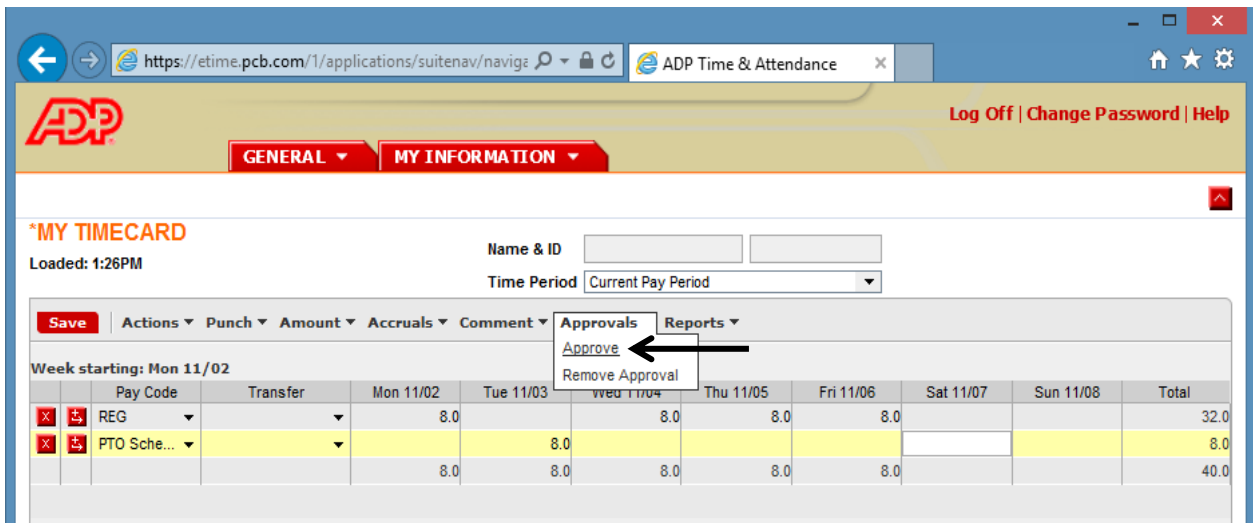 https://etime.pcb.com/1/applications/suitenav/naviga
ADP Time & Attendance
ADP
Log Off | Change Password | Help
GENERAL
MY INFORMATION
*MY TIMECARD
Loaded: 1:26PM
Name & ID
Time Period Current Pay Period
Save Actions Punch Amount Accruals Comment Approvals Reports
Approve
Remove Approval
Week starting: Mon 11/02
Pay Code Transfer Mon 11/02 Tue 11/03 Wed 11/04 Thu 11/05 Fri 11/06 Sat 11/07 Sun 11/08 Total
REG 8.0 8.0 8.0 8.0 32.0
PTO Sche... 8.0 8.0
8.0 8.0 8.0 8.0 8.0 40.0